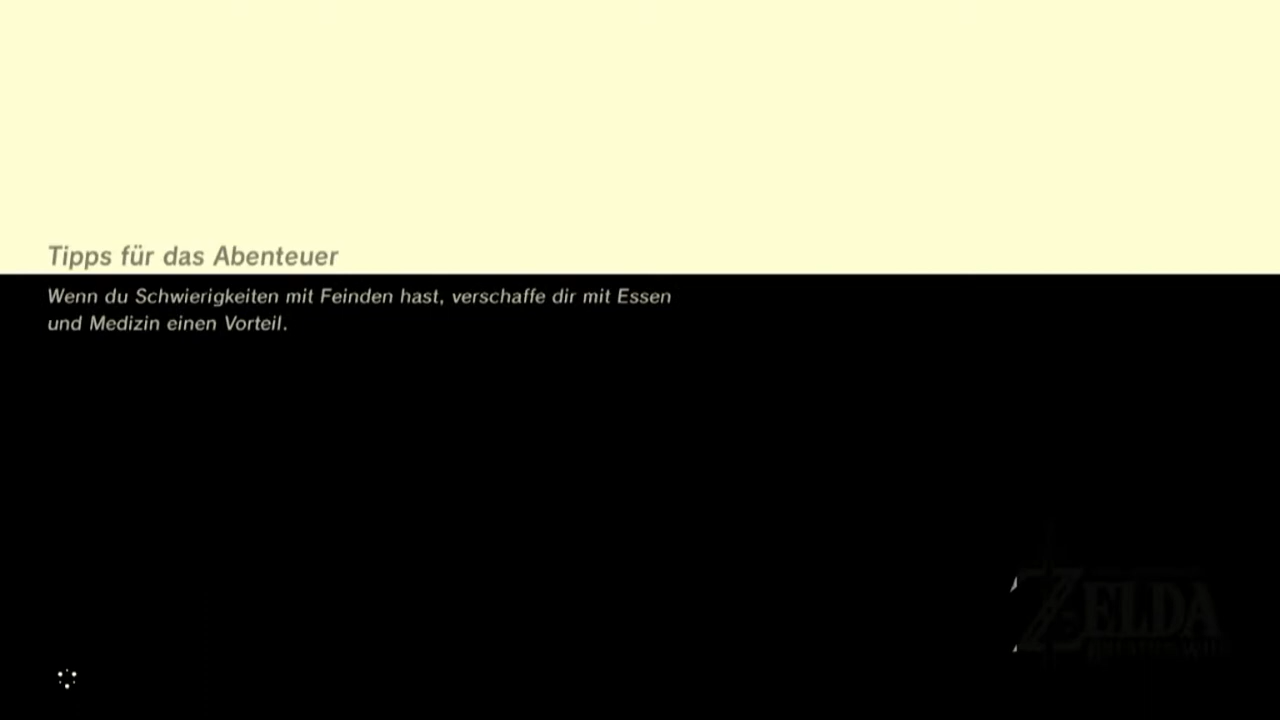 Tipps für das Abenteuer
Wenn du Schwierigkeiten mit Feinden hast, verschaffe dir mit Essen
und Medizin einen Vorteil.
ZELDA